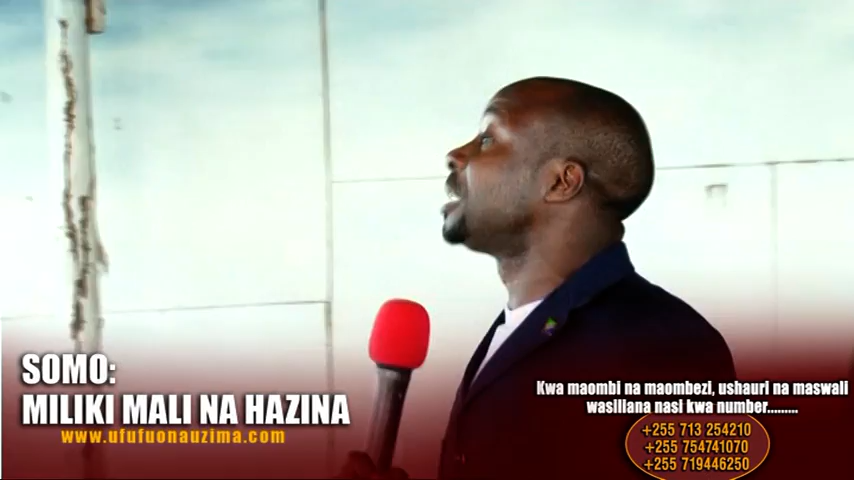 SOMO:
MILIKI MALI NA HAZINA
www.ufufuonauzima.com
Kwa maombi na maombezi, ushauri na maswali
wasiliana nasi kwa number.........
+255 713 254210
+255 754741070
+255 719446250